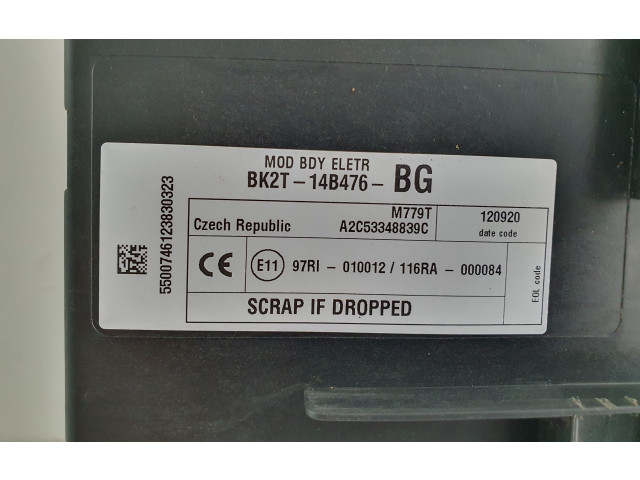 MOD BDY ELETR
BK2T-14B476- BG
M779T
Czech Republic A2C53348839C
120920
date code
CE E11 97RI - 010012 / 116RA - 000084
EOL code
SCRAP IF DROPPED
5500746123830323